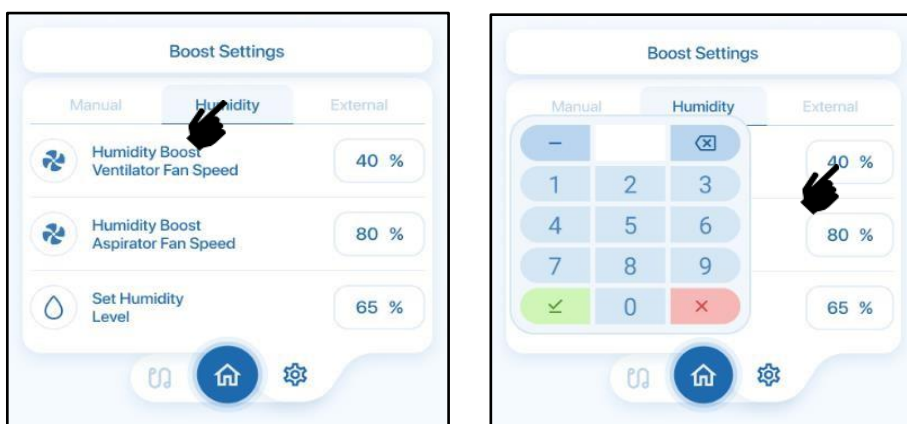 Boost Settings
Manual Humidity External
Humidity Boost
Ventilator Fan Speed
40 %
Humidity Boost
Aspirator Fan Speed
80 %
Set Humidity
Level
65 %
Boost Settings
Manual Humidity External
−
1 2 3
4 5 6
7 8 9
0
40 %
80 %
65 %